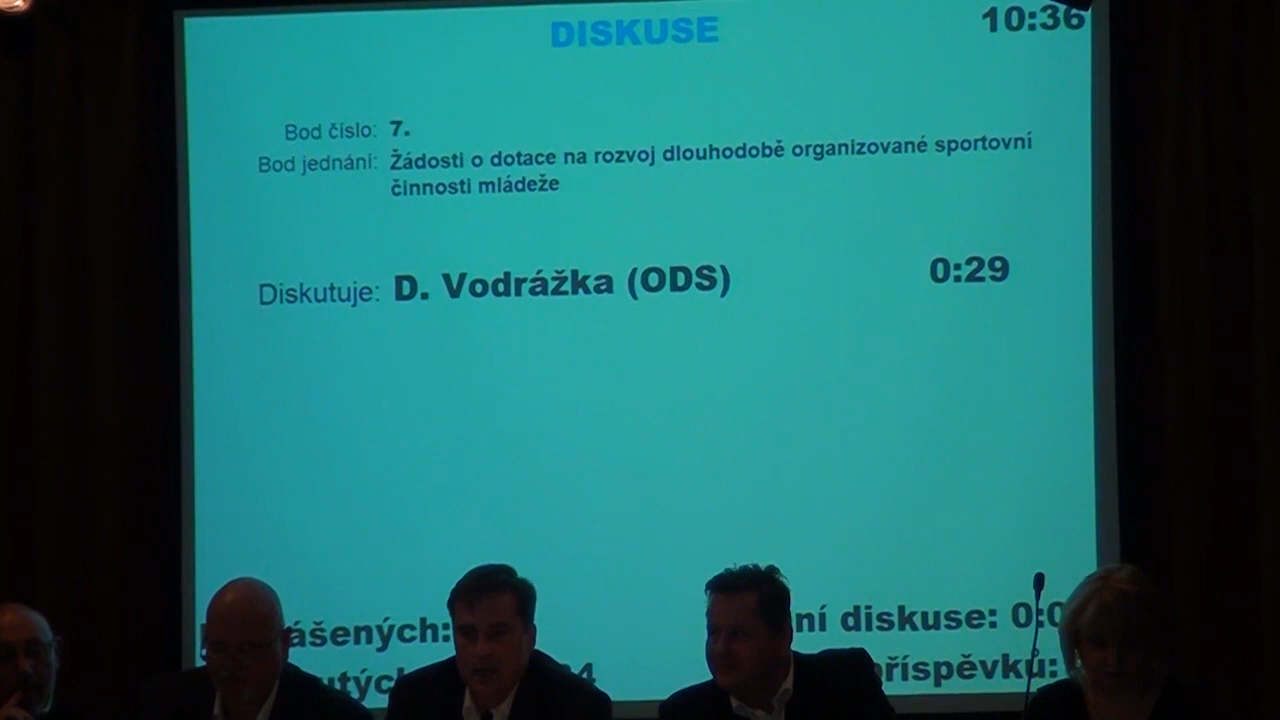 DISKUSE
10:36
Bod číslo: 7.
Bod jednání: Žádosti o dotace na rozvoj dlouhodobě organizované sportovní
činnosti mládeže
Diskutuje: D. Vodrážka (ODS) 0:29
diskuse: